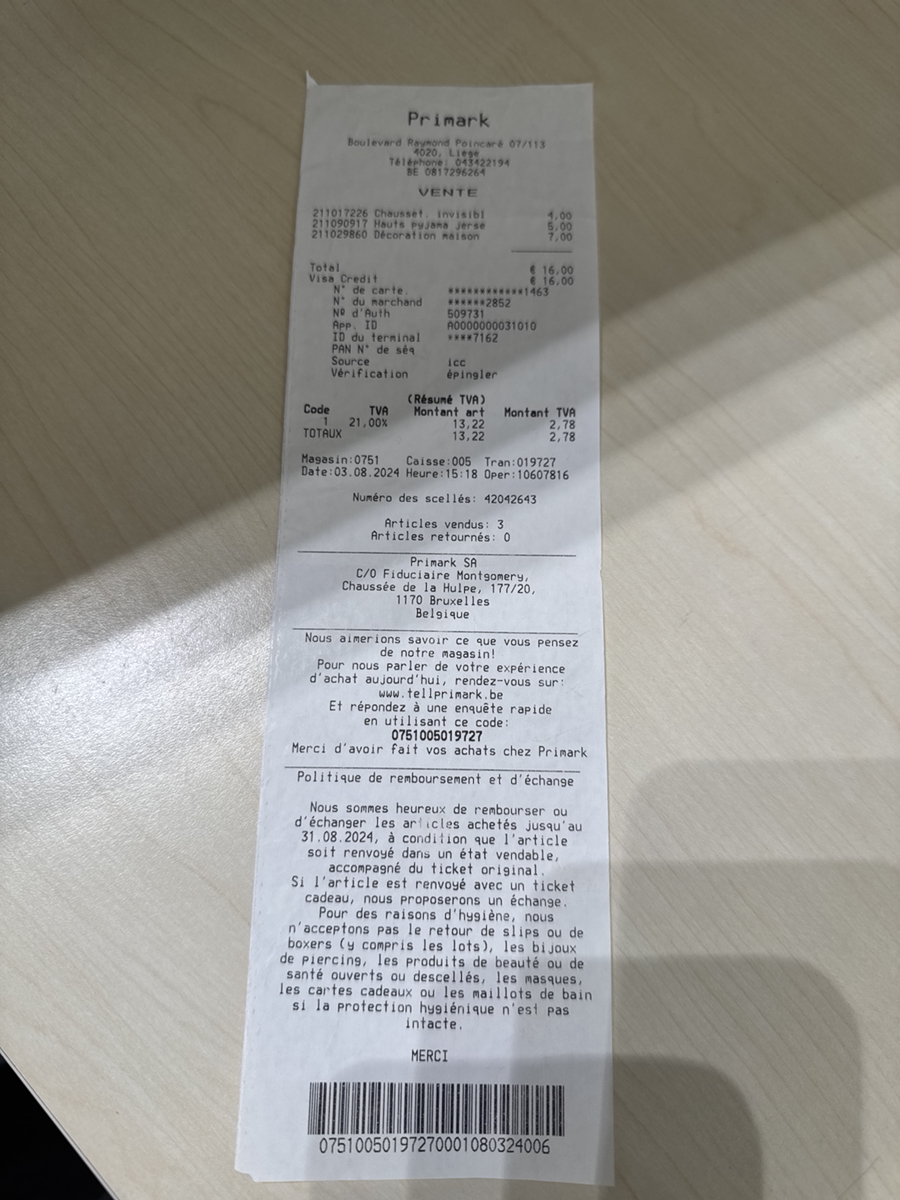 Primark
Boulevard Raymond Poincaré 07/113
4020, Liege
Téléphone: 043422194
BE 0817296264
VENTE
211017226 Chausset. invisibl 4,00
211090917 Hauts pyjama jerse 5,00
211029860 Décoration maison 7,00
Total € 16,00
Visa Credit € 16,00
N° de carte. ************1463
N° du marchand ******2852
Nº d'Auth 509731
App. ID A0000000031010
ID du terminal ****7162
PAN N° de séq
Source icc
Vérification épingler
(Résumé TVA)
Code TVA Montant art Montant TVA
1 21,00% 13,22 2,78
TOTAUX 13,22 2,78
Magasin:0751 Caisse:005 Tran:019727
Date:03.08.2024 Heure:15:18 Oper:10607816
Numéro des scellés: 42042643
Articles vendus: 3
Articles retournés: 0
Primark SA
C/O Fiduciaire Montgomery,
Chaussée de la Hulpe, 177/20,
1170 Bruxelles
Belgique
Nous aimerions savoir ce que vous pensez
de notre magasin!
Pour nous parler de votre expérience
d'achat aujourd'hui, rendez-vous sur:
www.tellprimark.be
Et répondez à une enquête rapide
en utilisant ce code:
0751005019727
Merci d'avoir fait vos achats chez Primark
Politique de remboursement et d'échange
Nous sommes heureux de rembourser ou
d'échanger les articles achetés jusqu'au
31.08.2024, à condition que l'article
soit renvoyé dans un état vendable,
accompagné du ticket original.
Si l'article est renvoyé avec un ticket
cadeau, nous proposerons un échange.
Pour des raisons d'hygiène, nous
n'acceptons pas le retour de slips ou de
boxers (y compris les lots), les bijoux
de piercing, les produits de beauté ou de
santé ouverts ou descellés, les masques,
les cartes cadeaux ou les maillots de bain
si la protection hygiénique n'est pas
intacte.
MERCI
07510050197270001080324006